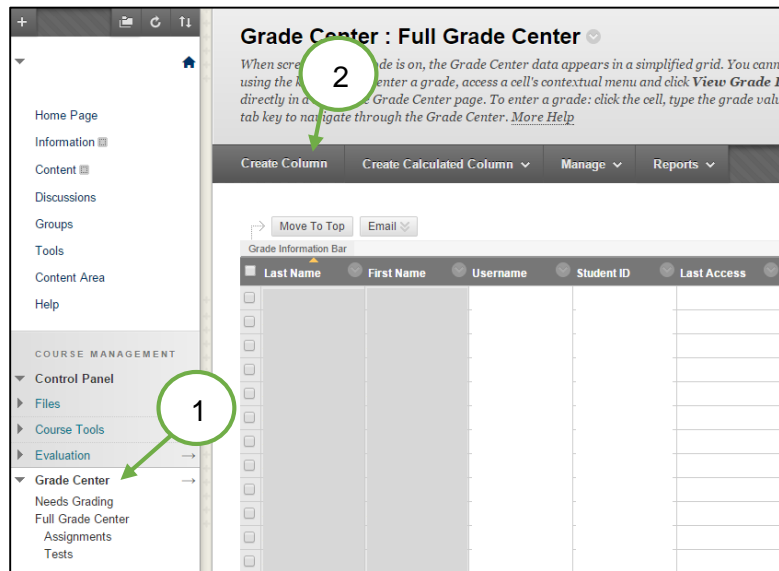 Home Page
Information
Content
Discussions
Groups
Tools
Content Area
Help
COURSE MANAGEMENT
Control Panel
Files
Course Tools
Evaluation
Grade Center
Needs Grading
Full Grade Center
Assignments
Tests
1
2
Grade Center : Full Grade Center
When scre de is on, the Grade Center data appears in a simplified grid. You cann
using the k enter a grade, access a cell's contextual menu and click View Grade
directly in a Grade Center page. To enter a grade: click the cell, type the grade valu
tab key to navigate through the Grade Center. More Help
Create Column Create Calculated Column Manage Reports
Move To Top Email
Grade Information Bar
Last Name First Name Username Student ID Last Access